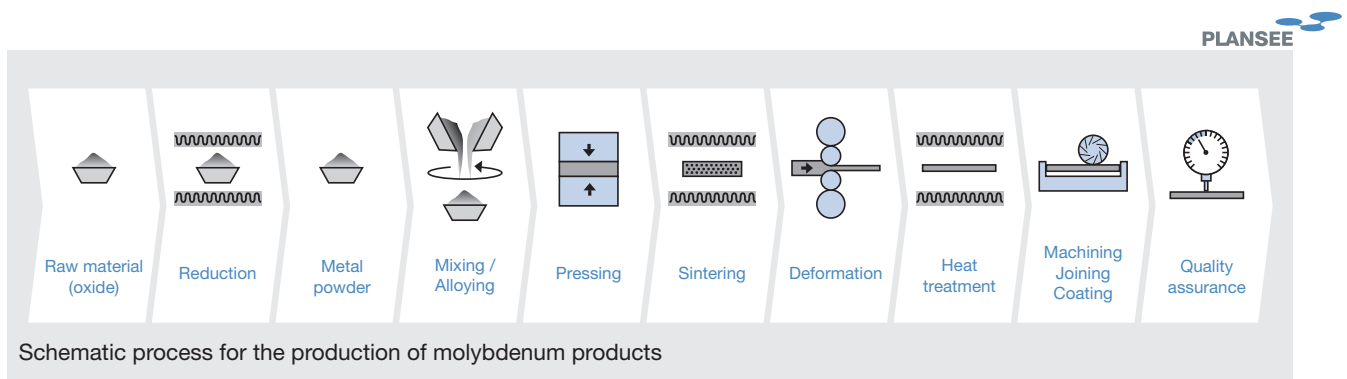 PLANSEE
Raw material
(oxide)
Reduction
Metal
powder
Mixing /
Alloying
Pressing
Sintering
Deformation
Heat
treatment
Machining
Joining
Coating
Quality
assurance
Schematic process for the production of molybdenum products